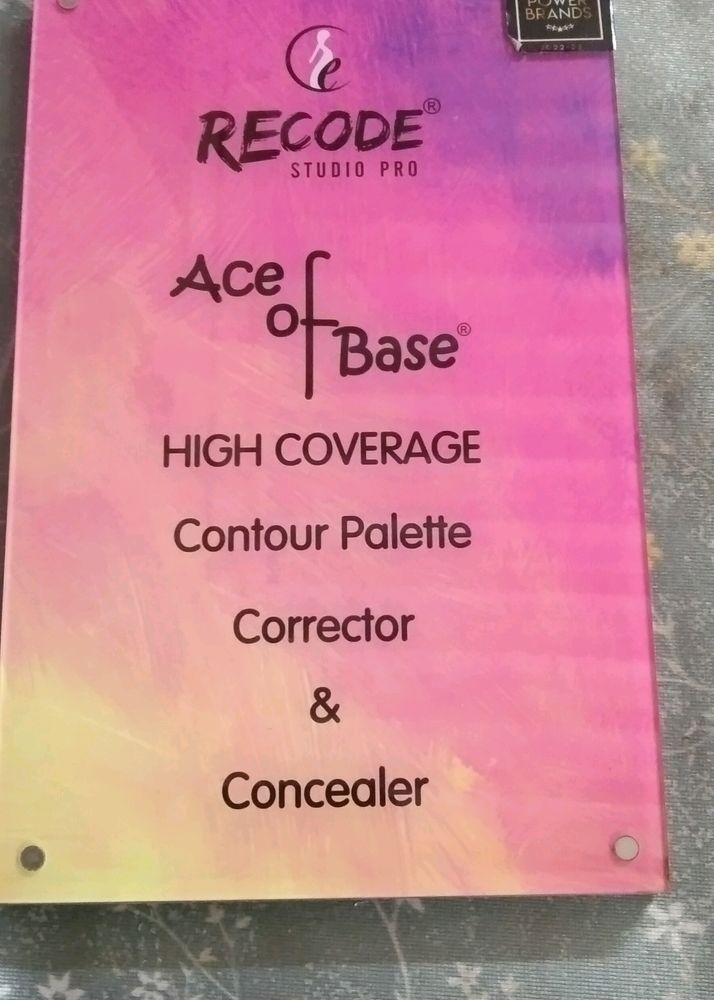 POWER
BRANDS
RECODE®
STUDIO PRO
Ace
of
Base®
HIGH COVERAGE
Contour Palette
Corrector
&
Concealer